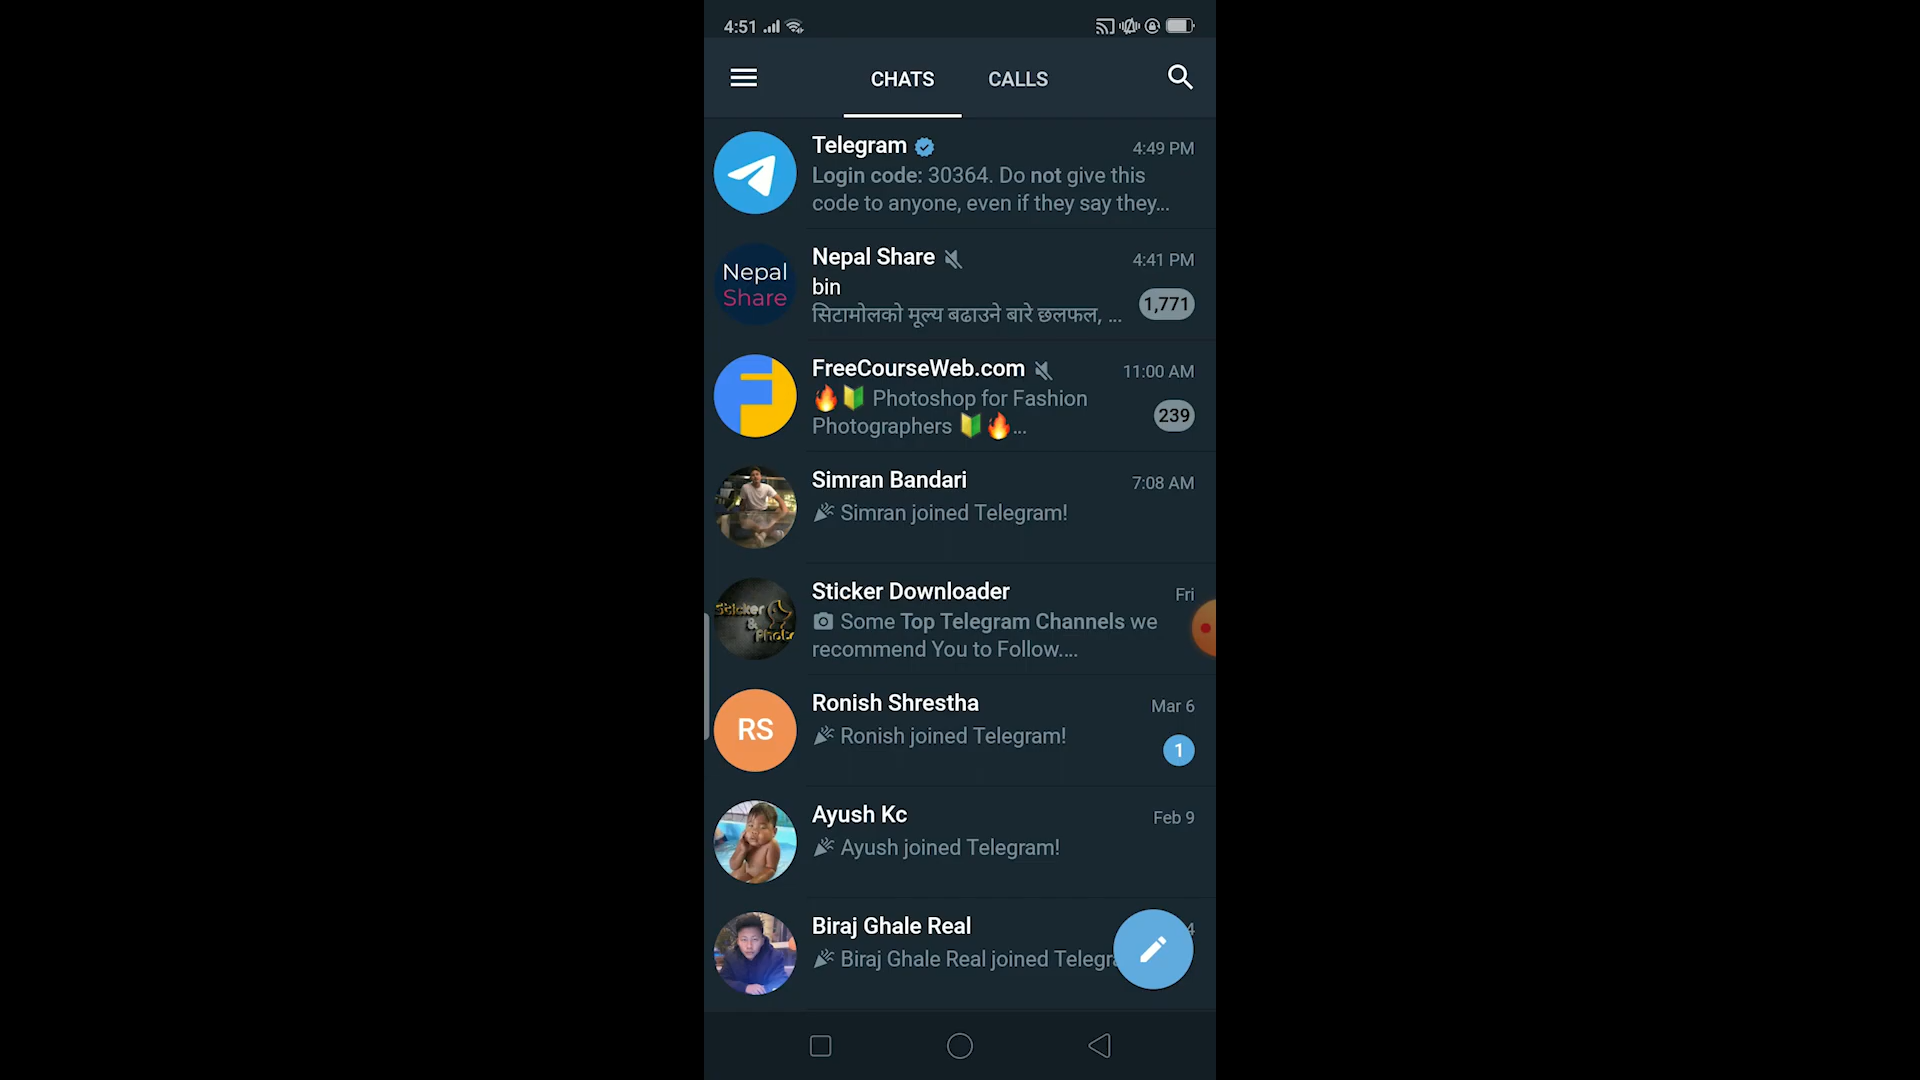 4:51
CHATS CALLS
Telegram 4:49 PM
Login code: 30364. Do not give this
code to anyone, even if they say they...
Nepal
Share
Nepal Share 4:41 PM
bin
सिटामोलको मूल्य बढाउने बारे छलफल, ... 1,771
FreeCourseWeb.com 11:00 AM
🔥🔰 Photoshop for Fashion
Photographers 🔰🔥... 239
Simran Bandari 7:08 AM
Simran joined Telegram!
Sticker
&
Photo
Sticker Downloader Fri
Some Top Telegram Channels we
recommend You to Follow....
RS
Ronish Shrestha Mar 6
Ronish joined Telegram! 1
Ayush Kc Feb 9
Ayush joined Telegram!
Biraj Ghale Real 4
Biraj Ghale Real joined Telegr